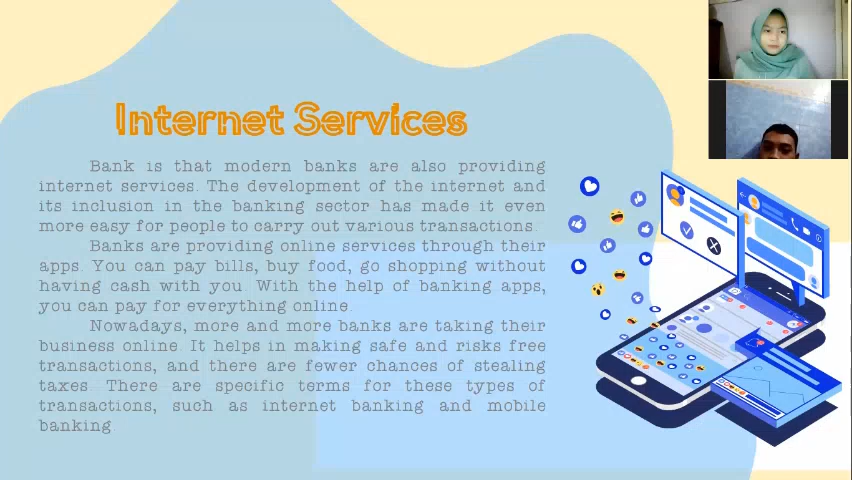 Internet Services
Bank is that modern banks are also providing
internet services. The development of the internet and
its inclusion in the banking sector has made it even
more easy for people to carry out various transactions.
Banks are providing online services through their
apps. You can pay bills, buy food, go shopping without
having cash with you. With the help of banking apps,
you can pay for everything online.
Nowadays, more and more banks are taking their
business online. It helps in making safe and risks free
transactions, and there are fewer chances of stealing
taxes. There are specific terms for these types of
transactions, such as internet banking and mobile
banking.